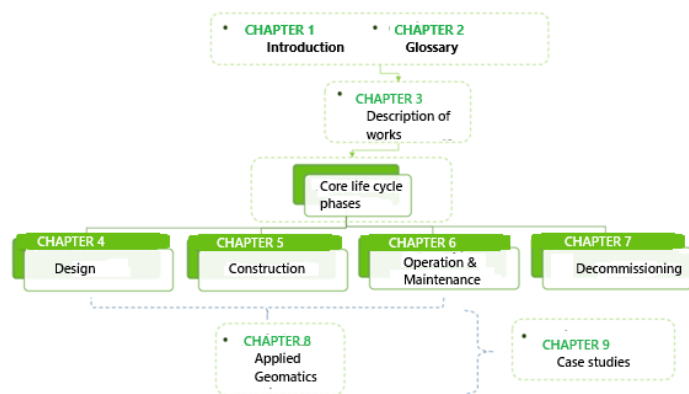 • CHAPTER 1
Introduction
• CHAPTER 2
Glossary
• CHAPTER 3
Description of
works
Core life cycle
phases
CHAPTER 4
Design
CHAPTER 5
Construction
CHAPTER 6
Operation &
Maintenance
CHAPTER 7
Decommissioning
• CHAPTER.8
Applied
Geomatics
• CHAPTER 9
Case studies